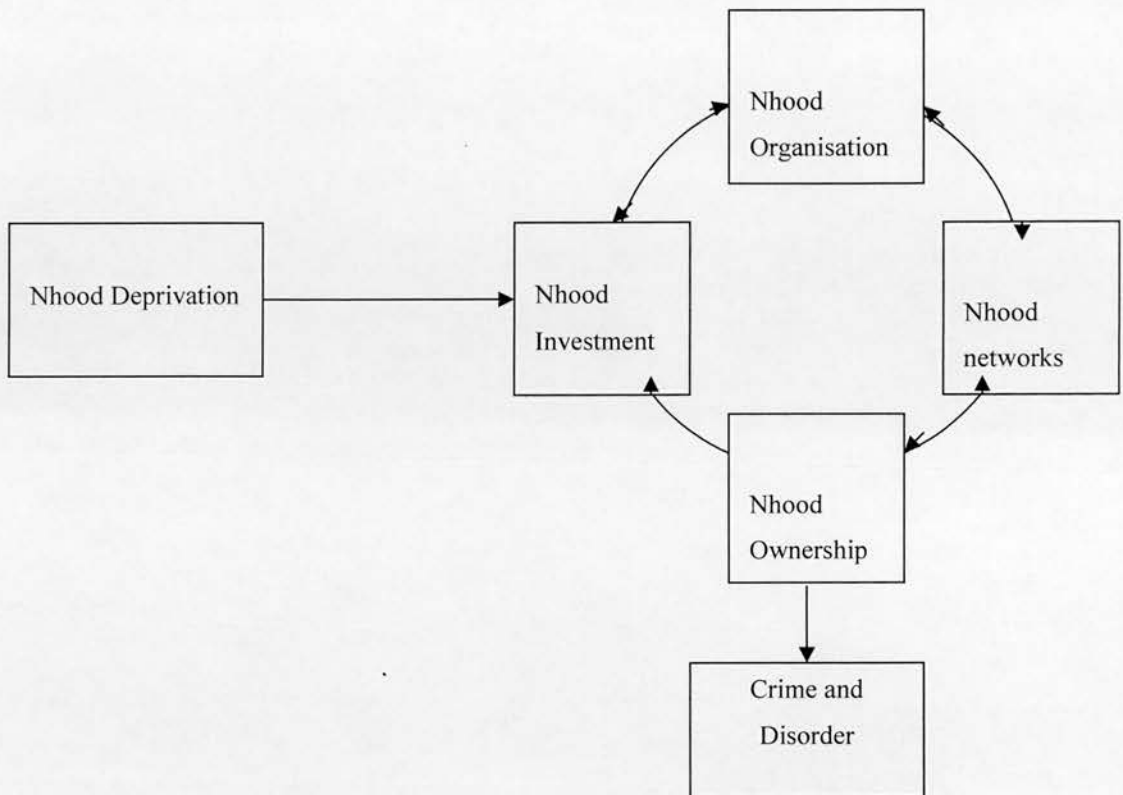 Nhood
Organisation
Nhood Deprivation
Nhood
Investment
Nhood
networks
Nhood
Ownership
Crime and
Disorder